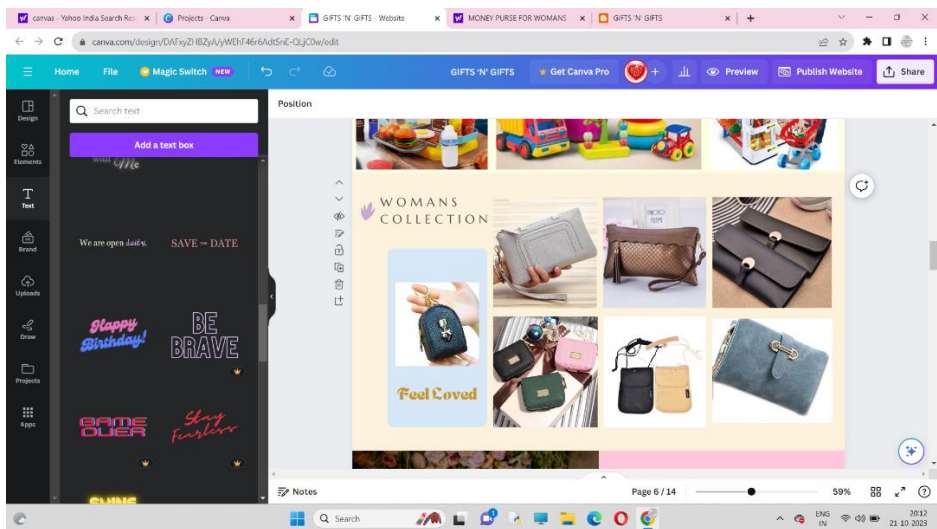 canvas - Yahoo India Search Res
Projects - Canva
GIFTS 'N' GIFTS - Website
MONEY PURSE FOR WOMANS
GIFTS 'N' GIFTS
canva.com/design/DAFxyZHBZyA/yWEhF46r6AdtSnE-QLjC0w/edit
Home
File
Magic Switch
NEW
GIFTS 'N' GIFTS
Get Canva Pro
Preview
Publish Website
Share
Design
Elements
Text
Brand
Uploads
Draw
Projects
Apps
Search text
Add a text box
with
Me
We are open daily.
SAVE the DATE
Happy
Birthday!
BE
BRAVE
GAME
OVER
Stay
Fearless
SHINE
Position
WOMANS
COLLECTION
Feel Loved
Notes
Page 6 / 14
59%
Search
ENG
IN
20:12
21-10-2023